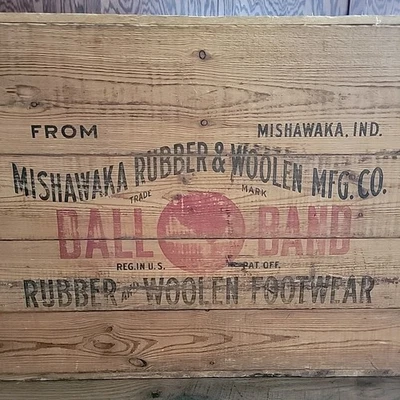 FROM MISHAWAKA, IND.
MISHAWAKA RUBBER & WOOLEN MFG. CO.
TRADE MARK
BALL BAND
REG. IN U.S. PAT. OFF.
RUBBER AND WOOLEN FOOTWEAR